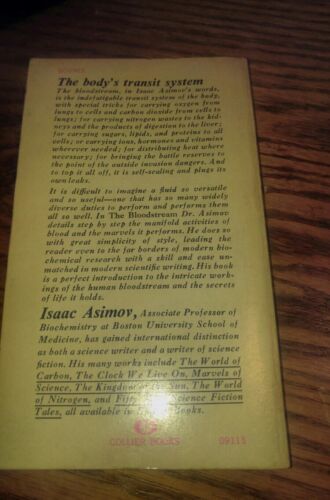 SCIENCE
The body's transit system
The bloodstream, in Isaac Asimov's words,
is the indefatigable transit system of the body,
with special tricks for carrying oxygen from
lungs to cells and carbon dioxide from cells to
lungs; for carrying nitrogen wastes to the kid-
neys and the products of digestion to the liver;
for carrying sugars, lipids, and proteins to all
cells; or carrying ions, hormones and vitamins
wherever needed; for distributing heat where
necessary; for bringing the battle reserves to
the point of the outside invasion danger. And
to top it all off, it is self-sealing and plugs its
own leaks.
It is difficult to imagine a fluid so versatile
and so useful—one that has so many widely
diverse duties to perform and performs them
all so well. In The Bloodstream Dr. Asimov
details step by step the manifold activities of
blood and the marvels it performs. He does so
with great simplicity of style, leading the
reader even to the far borders of modern bio-
chemical research with a skill and ease un-
matched in modern scientific writing. His book
is a perfect introduction to the intricate work-
ings of the human bloodstream and the secrets
of life it holds.
Isaac Asimov, Associate Professor of
Biochemistry at Boston University School of
Medicine, has gained international distinction
as both a science writer and a writer of science
fiction. His many works include The World of
Carbon, The Clock We Live On, Marvels of
Science, The Kingdom of the Sun, The World
of Nitrogen, and Science Fiction
Tales, all available in Books.
COLLIER BOOKS
09115